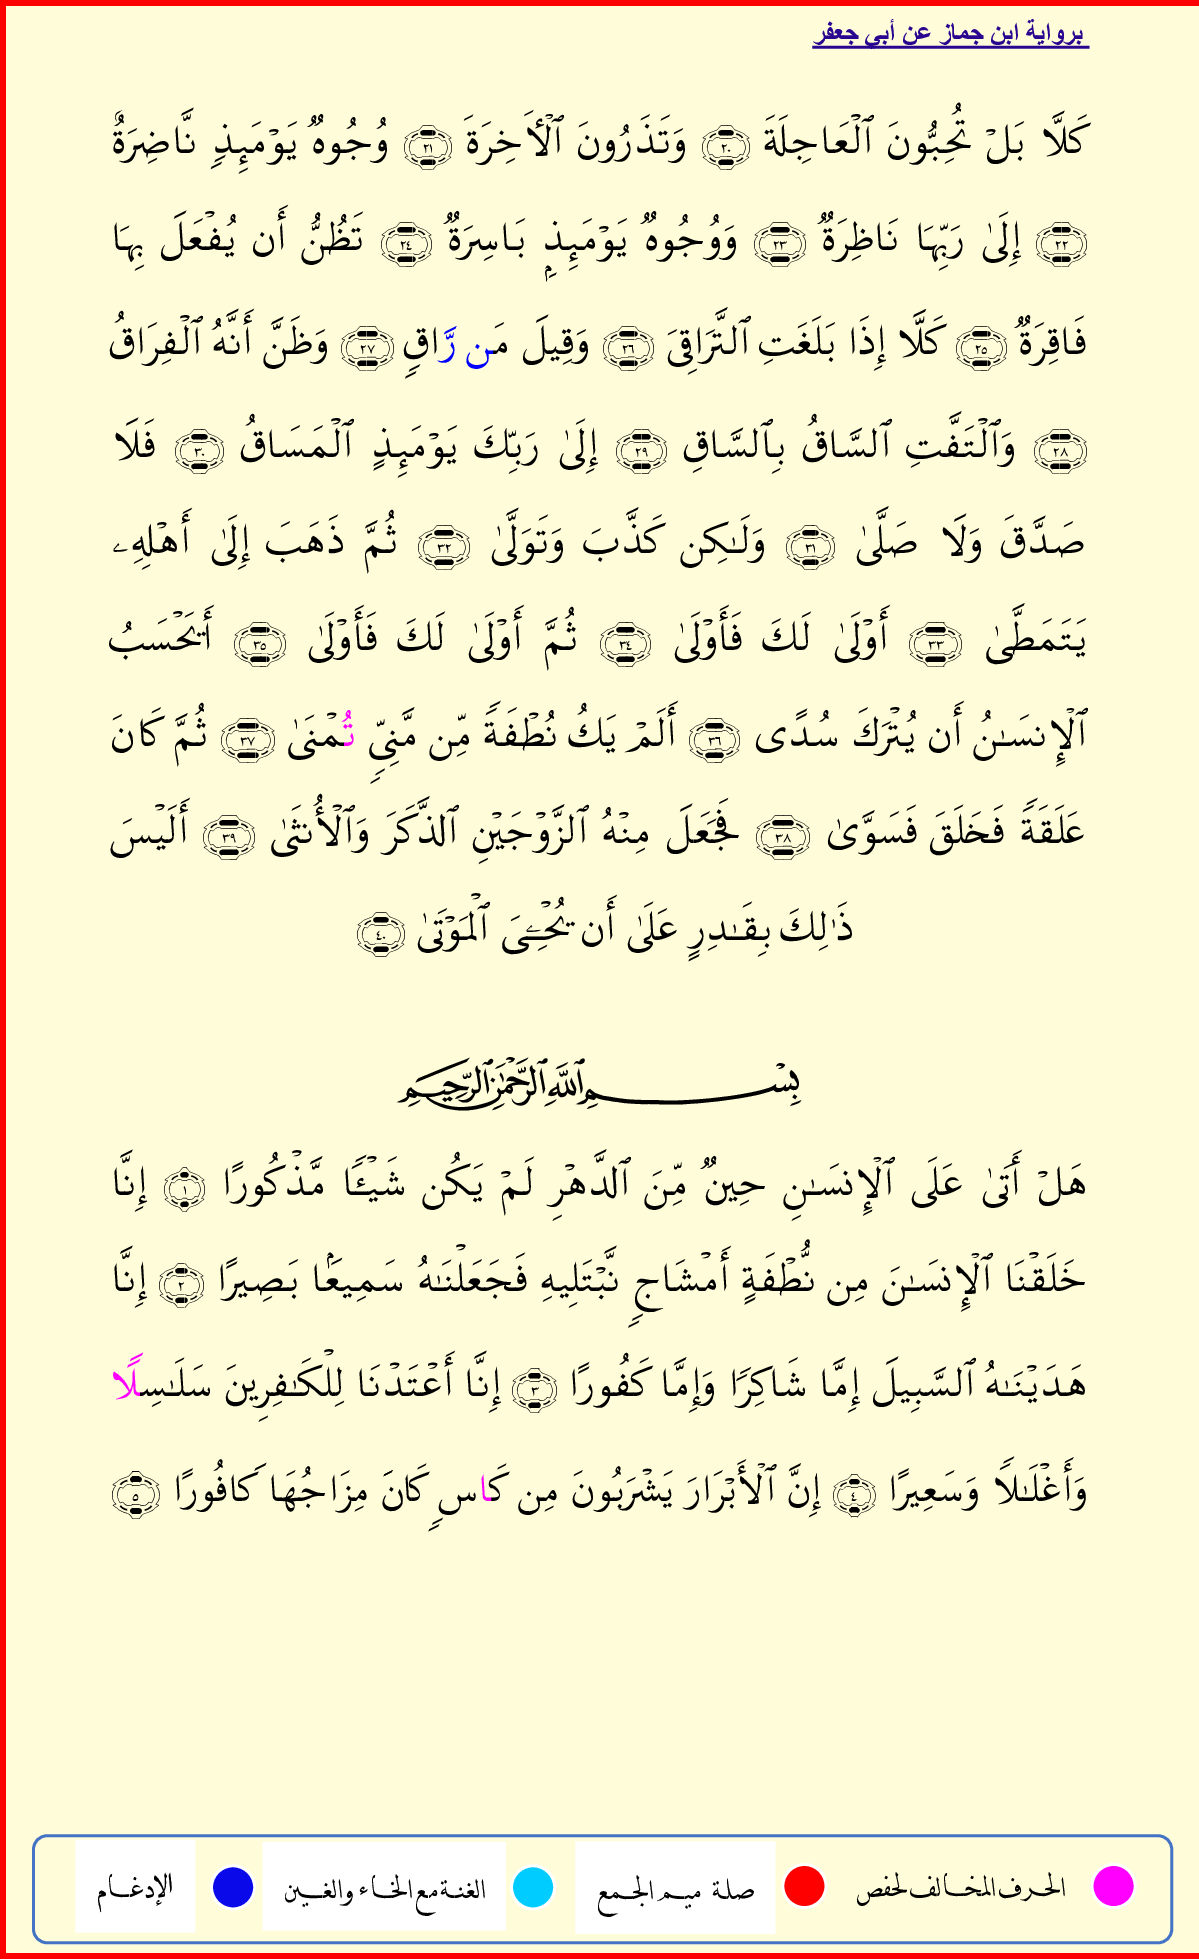 برواية ابن جماز عن أبي جعفر
كَلَّا بَلۡ تُحِبُّونَ ٱلۡعَاجِلَةَ ٢٠ وَتَذَرُونَ ٱلۡأٓخِرَةَ ٢١ وُجُوهٞ يَوۡمَئِذٖ نَّاضِرَةٌ
٢٢ إِلَىٰ رَبِّهَا نَاظِرَةٞ ٢٣ وَوُجُوهٞ يَوۡمَئِذِۭ بَاسِرَةٞ ٢٤ تَظُنُّ أَن يُفۡعَلَ بِهَا
فَاقِرَةٞ ٢٥ كَلَّا إِذَا بَلَغَتِ ٱلتَّرَاقِيَ ٢٦ وَقِيلَ مَن رَّاقٖ ٢٧ وَظَنَّ أَنَّهُ ٱلۡفِرَاقُ
٢٨ وَٱلۡتَفَّتِ ٱلسَّاقُ بِٱلسَّاقِ ٢٩ إِلَىٰ رَبِّكَ يَوۡمَئِذٍ ٱلۡمَسَاقُ ٣٠ فَلَا
صَدَّقَ وَلَا صَلَّىٰ ٣١ وَلَٰكِن كَذَّبَ وَتَوَلَّىٰ ٣٢ ثُمَّ ذَهَبَ إِلَىٰ أَهۡلِهِۦ
يَتَمَطَّىٰ ٣٣ أَوۡلَىٰ لَكَ فَأَوۡلَىٰ ٣٤ ثُمَّ أَوۡلَىٰ لَكَ فَأَوۡلَىٰ ٣٥ أَيَحۡسَبُ
ٱلۡإِنسَٰنُ أَن يُتۡرَكَ سُدًى ٣٦ أَلَمۡ يَكُ نُطۡفَةٗ مِّن مَّنِيّٖ تُمۡنَىٰ ٣٧ ثُمَّ كَانَ
عَلَقَةٗ فَخَلَقَ فَسَوَّىٰ ٣٨ فَجَعَلَ مِنۡهُ ٱلزَّوۡجَيۡنِ ٱلذَّكَرَ وَٱلۡأُنثَىٰ ٣٩ أَلَيۡسَ
ذَٰلِكَ بِقَٰدِرٍ عَلَىٰ أَن يُحۡـِۧيَ ٱلۡمَوۡتَىٰ ٤٠
بِسۡمِ ٱللَّهِ ٱلرَّحۡمَٰنِ ٱلرَّحِيمِ
هَلۡ أَتَىٰ عَلَى ٱلۡإِنسَٰنِ حِينٞ مِّنَ ٱلدَّهۡرِ لَمۡ يَكُن شَيۡـٔٗا مَّذۡكُورًا ١ إِنَّا
خَلَقۡنَا ٱلۡإِنسَٰنَ مِن نُّطۡفَةٍ أَمۡشَاجٖ نَّبۡتَلِيهِ فَجَعَلۡنَٰهُ سَمِيعَۢا بَصِيرًا ٢ إِنَّا
هَدَيۡنَٰهُ ٱلسَّبِيلَ إِمَّا شَاكِرٗا وَإِمَّا كَفُورًا ٣ إِنَّا أَعۡتَدۡنَا لِلۡكَٰفِرِينَ سَلَٰسِلٗا
وَأَغۡلَٰلٗا وَسَعِيرًا ٤ إِنَّ ٱلۡأَبۡرَارَ يَشۡرَبُونَ مِن كَاسٖ كَانَ مِزَاجُهَا كَافُورًا ٥
الحرف المخالف لحفص صلة ميم الجمع الغنة مع الخاء والغين الإدغام